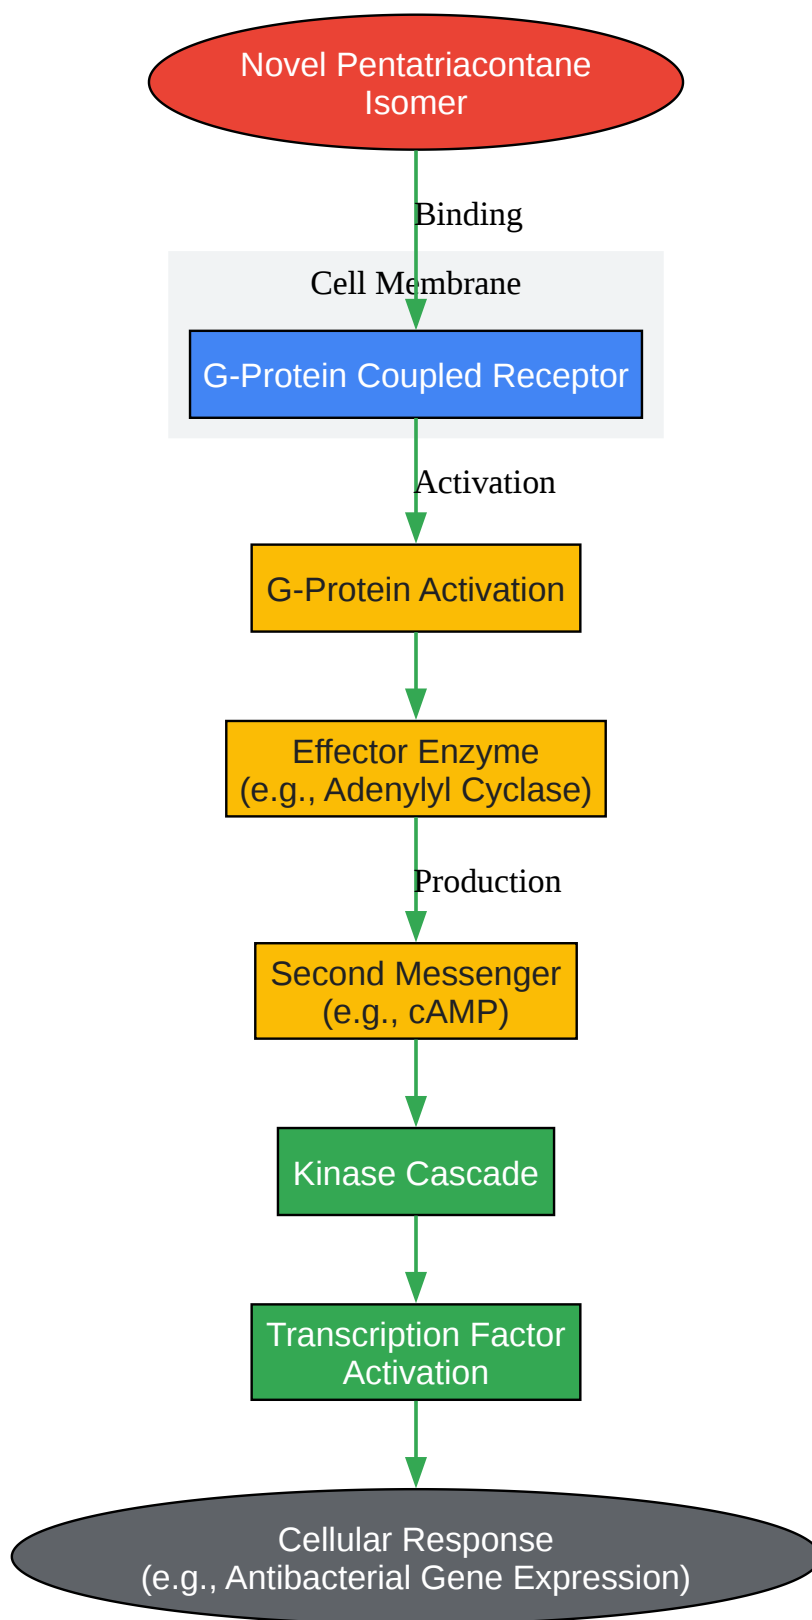 Novel Pentatriacontane
Isomer
Binding
Cell Membrane
G-Protein Coupled Receptor
Activation
G-Protein Activation
Effector Enzyme
(e.g., Adenylyl Cyclase)
Production
Second Messenger
(e.g., cAMP)
Kinase Cascade
Transcription Factor
Activation
Cellular Response
(e.g., Antibacterial Gene Expression)